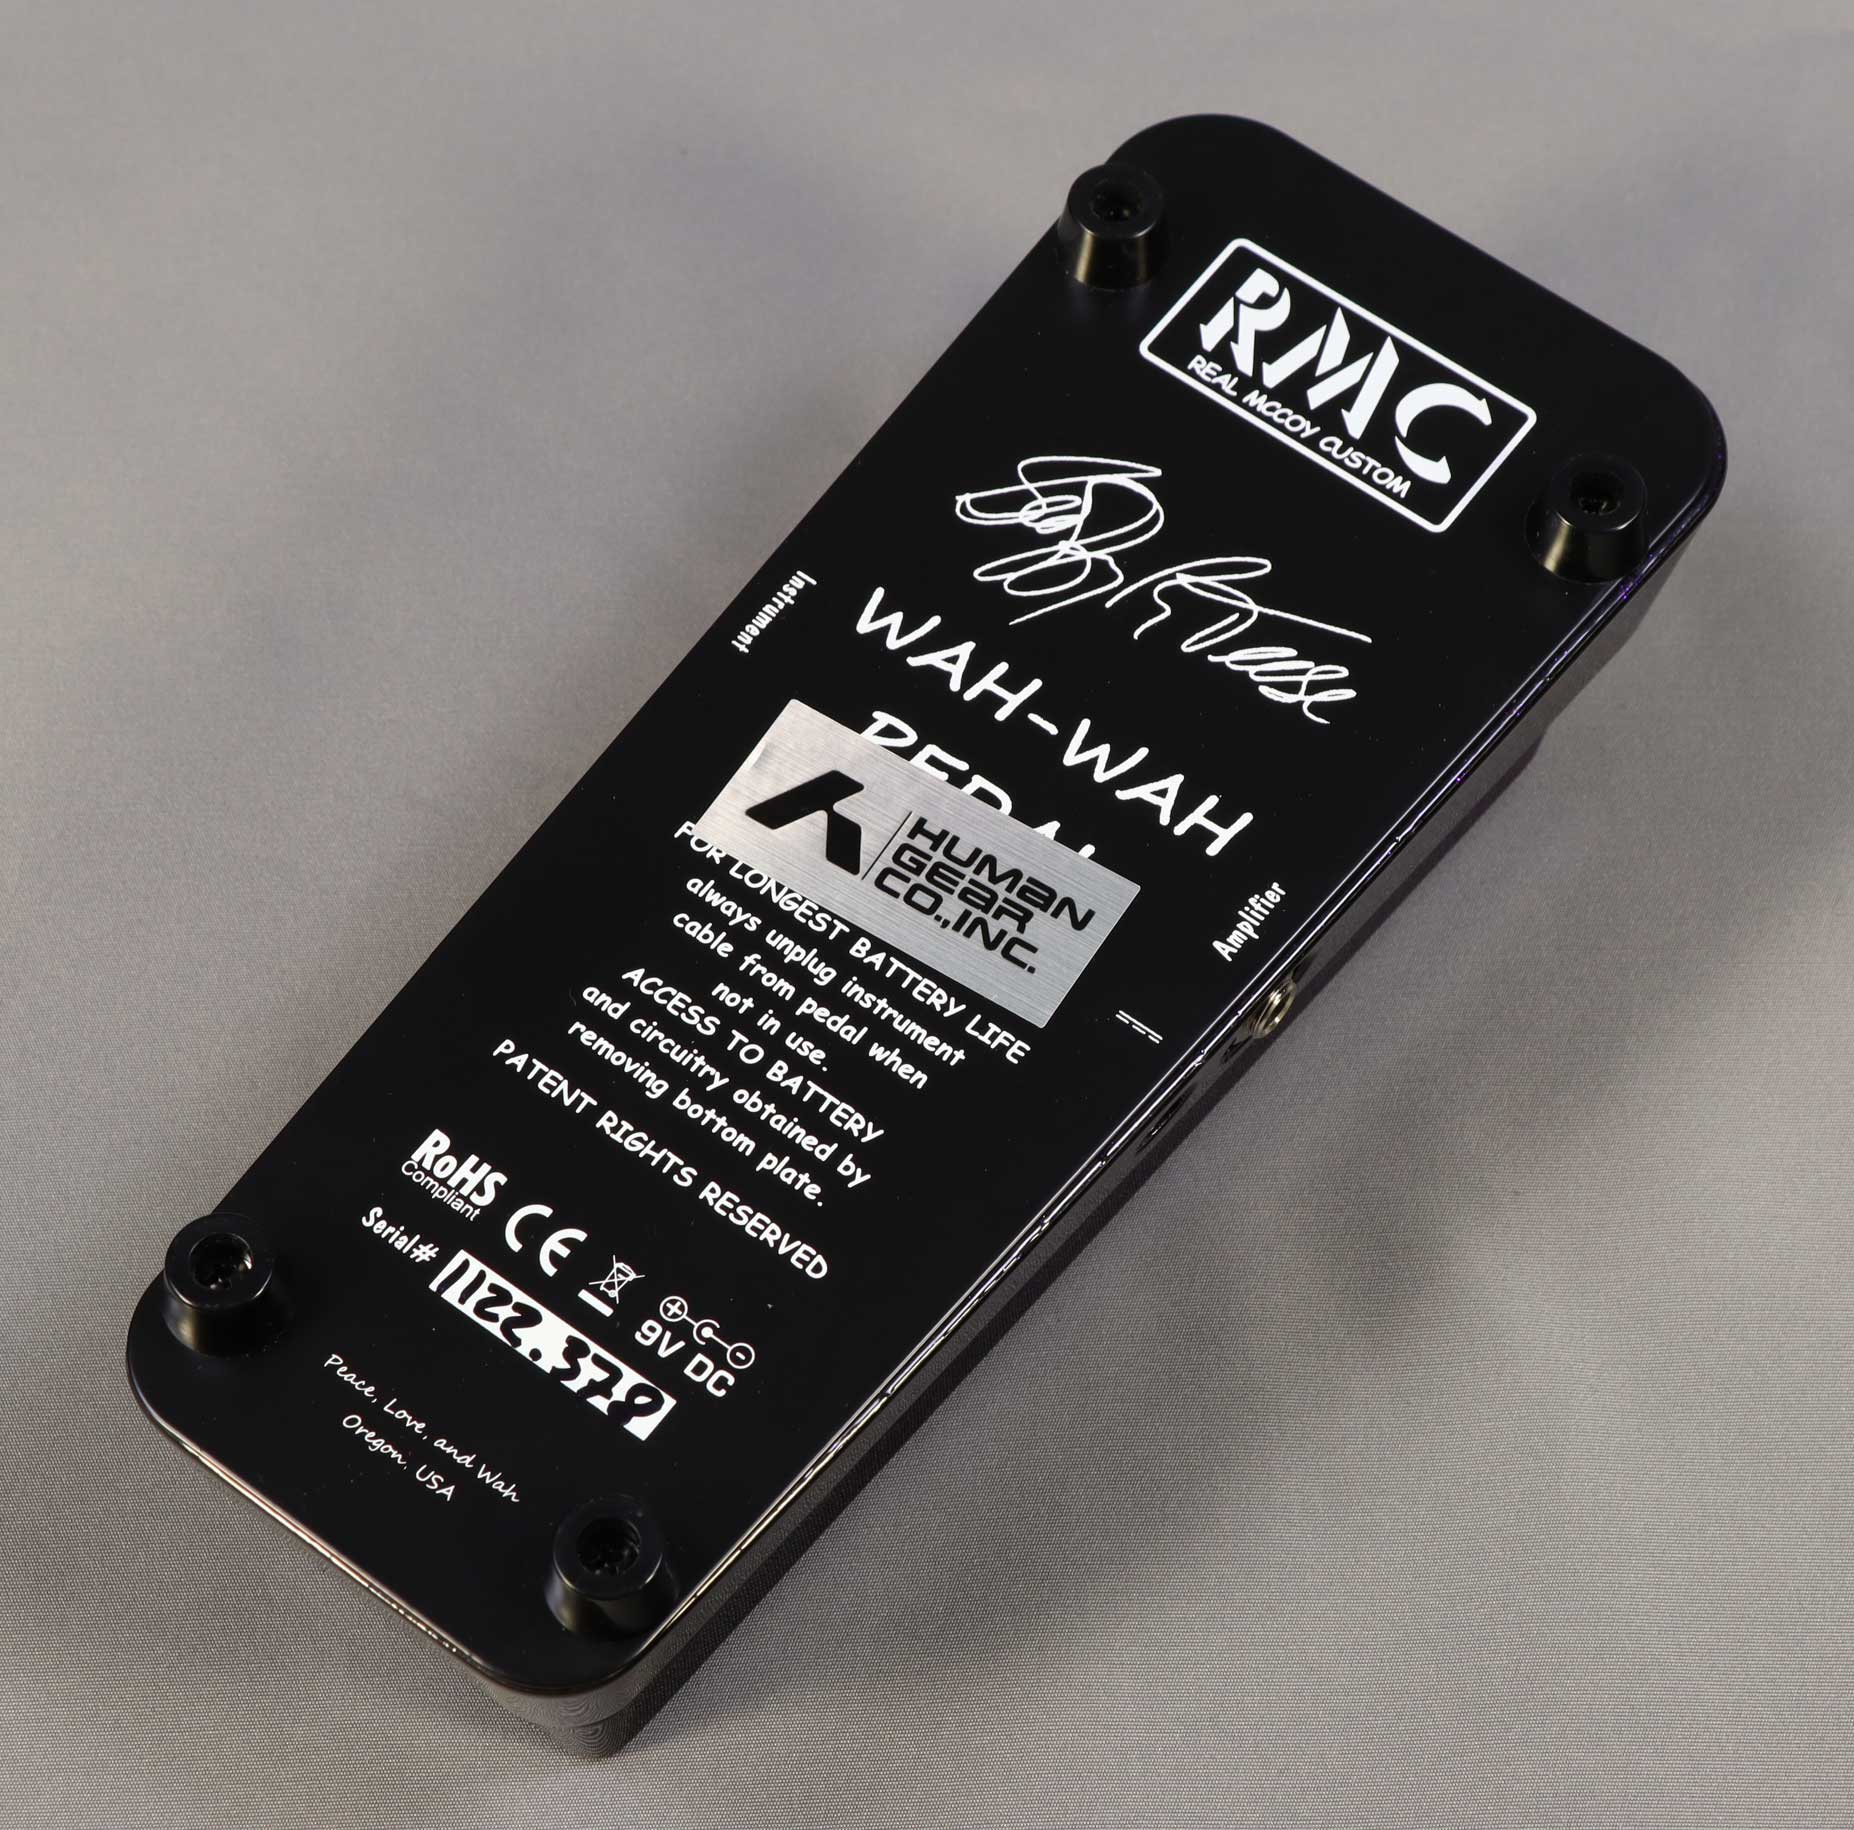 RMC
REAL MCCOY CUSTOM
Instrument
WAH-WAH
PEDAL
HUMAN
GEAR
CO.,INC.
Amplifier
FOR LONGEST BATTERY LIFE
always unplug instrument
cable from pedal when
not in use.
ACCESS TO BATTERY
and circuitry obtained by
removing bottom plate.
PATENT RIGHTS RESERVED
RoHS
Compliant
CE
9V DC
Serial#
Peace, Love, and Wah
Oregon, USA